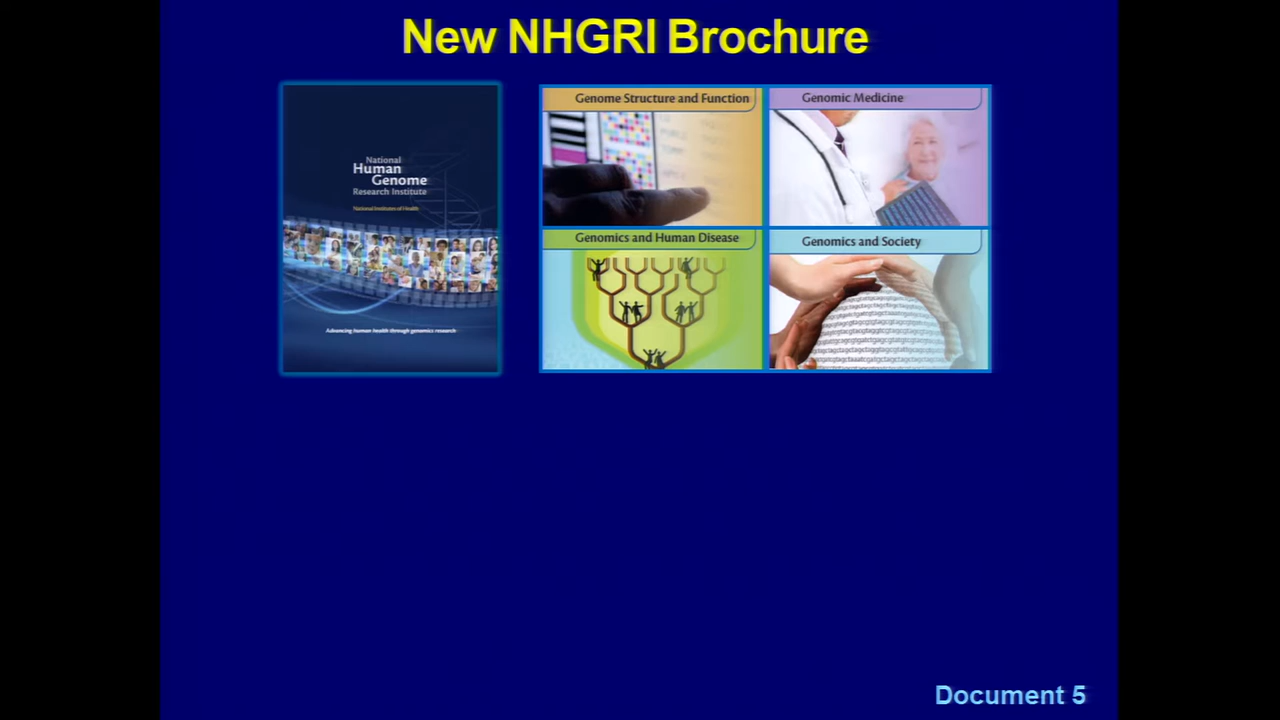 New NHGRI Brochure
National
Human
Genome
Research Institute
National Institutes of Health
Advancing human health through genomics research
Genome Structure and Function
Genomic Medicine
Genomics and Human Disease
Genomics and Society
Document 5